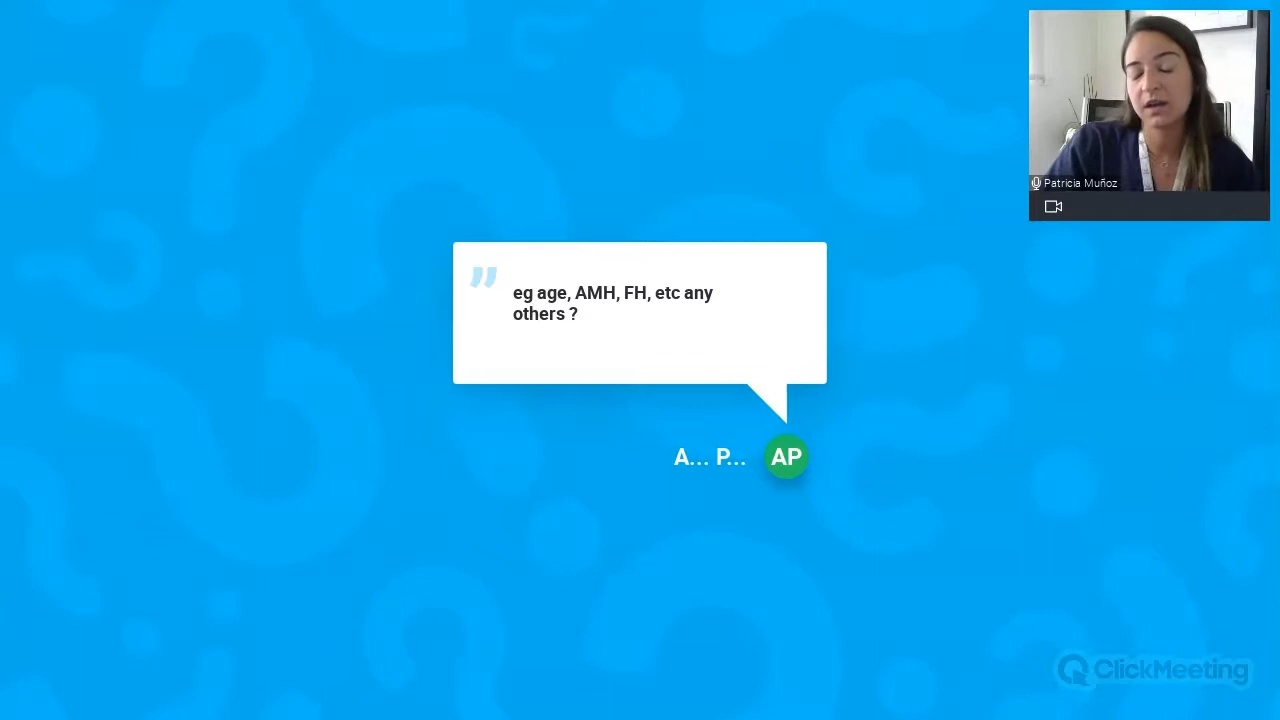 Patricia Muñoz
”
eg age, AMH, FH, etc any
others ?
A... P...
AP
ClickMeeting